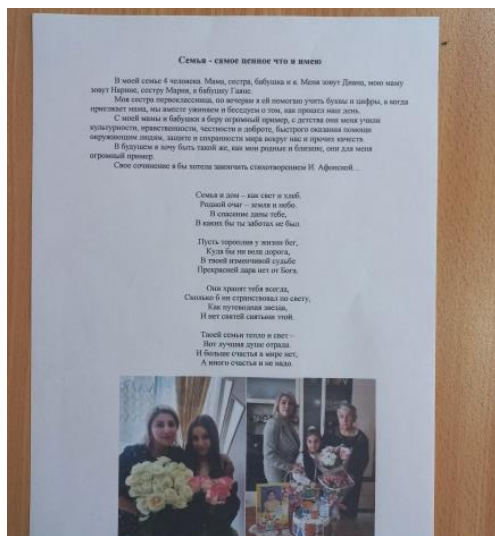 Семья - самое ценное что я имею
В моей семье 4 человека. Мама, сестра, бабушка и я. Меня зовут Диана, мою маму
зовут Нарине, сестру Мария, и бабушку Гаяне.
Моя сестра первоклассница, по вечерам я ей помогаю учить буквы и цифры, а когда
приезжает мама, мы вместе ужинаем и беседуем о том, как прошел наш день.
С моей мамы и бабушки я беру огромный пример, с детства они меня учили
культурности, нравственности, честности и доброте, быстрого оказания помощи
окружающим людям, защите и сохранности мира вокруг нас и прочих качеств.
В будущем я хочу быть такой же, как мои родные и близкие, они для меня
огромный пример.
Свое сочинение я бы хотела закончить стихотворением И. Афонской…
Семья и дом – как свет и хлеб.
Родной очаг – земля и небо.
В спасение даны тебе,
В каких бы ты заботах не был.
Пусть тороплив у жизни бег,
Куда бы ни вела дорога,
В твоей изменчивой судьбе
Прекрасней дара нет от Бога.
Они хранят тебя всегда,
Сколько б ни странствовал по свету,
Как путеводная звезда,
И нет святей святыни этой.
Твоей семьи тепло и свет –
Вот лучшая душе отрада.
И больше счастья в мире нет,
А иного счастья и не надо.